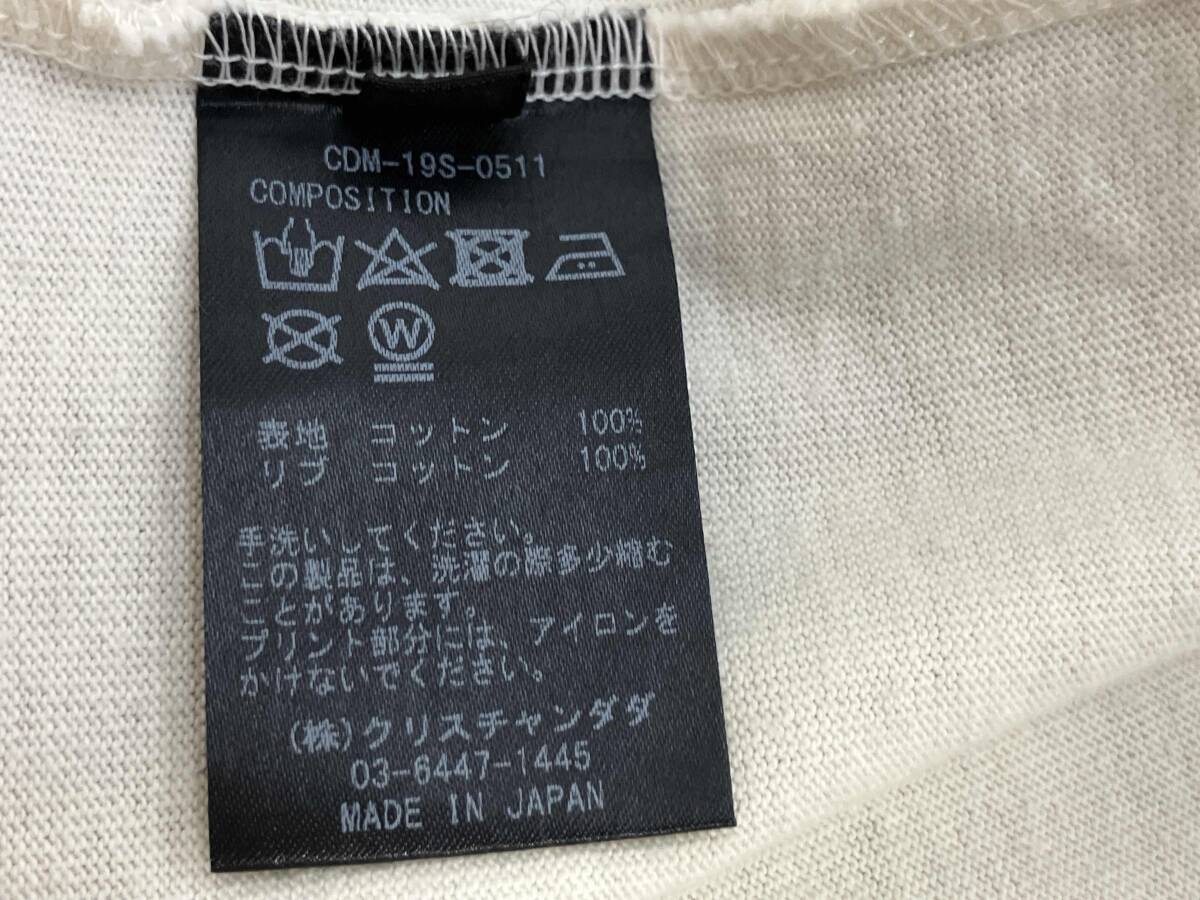 CDM-19S-0511
COMPOSITION
W
表地 コットン 100%
リブ コットン 100%
手洗いしてください。
この製品は、洗濯の際多少縮む
ことがあります。
プリント部分には、アイロンを
かけないでください。
(株)クリスチャンダダ
03-6447-1445
MADE IN JAPAN